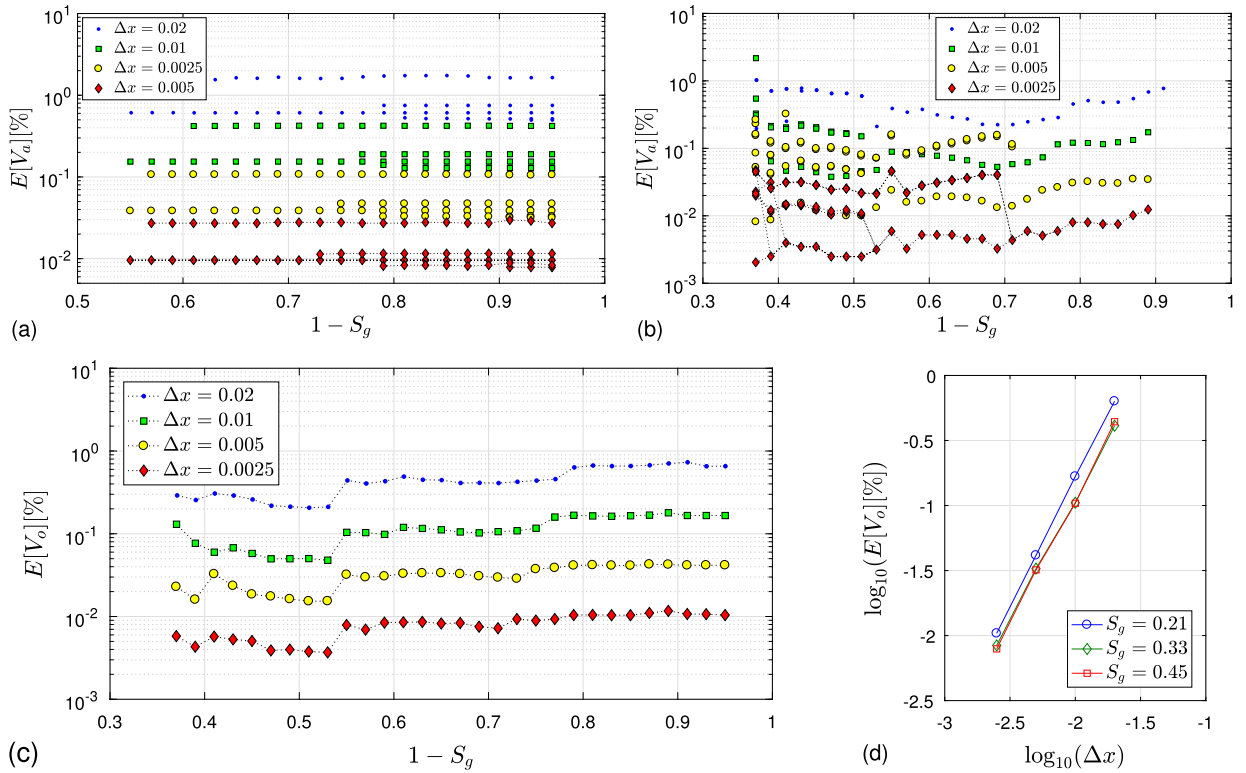 Δx = 0.02
Δx = 0.01
Δx = 0.0025
Δx = 0.005
10^1
10^0
10^-1
10^-2
E[V_a][%]
0.5 0.6 0.7 0.8 0.9 1
1 − S_g
(a)
Δx = 0.02
Δx = 0.01
Δx = 0.005
Δx = 0.0025
10^1
10^0
10^-1
10^-2
10^-3
E[V_a][%]
0.3 0.4 0.5 0.6 0.7 0.8 0.9 1
1 − S_g
(b)
Δx = 0.02
Δx = 0.01
Δx = 0.005
Δx = 0.0025
10^1
10^0
10^-1
10^-2
10^-3
E[V_o][%]
0.3 0.4 0.5 0.6 0.7 0.8 0.9 1
1 − S_g
(c)
0
-0.5
-1
-1.5
-2
-2.5
log_10(E[V_o][%])
S_g = 0.21
S_g = 0.33
S_g = 0.45
-2.5 -2 -1.5 -1
log_10(Δx)
(d)